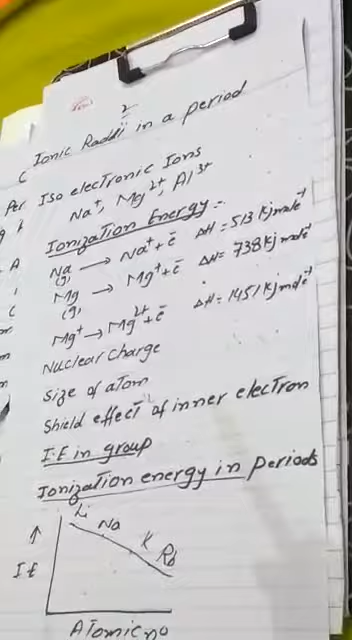 2
Ionic Raddii in a period
Iso electronic Ions
Na⁺, Mg²⁺, Al³⁺
Ionization Energy :-
Na(g) → Na⁺ + ē ΔH = 513 kjmole⁻¹
Mg(g) → Mg⁺ + ē ΔH = 738 kjmole⁻¹
Mg⁺ → Mg²⁺ + ē ΔH = 1451 kjmole⁻¹
Nuclear Charge
Size of atom
Shield effect of inner electron
I.E in group
Ionization energy in periods
Li
Na
K
Rb
↑
I E
Atomic no